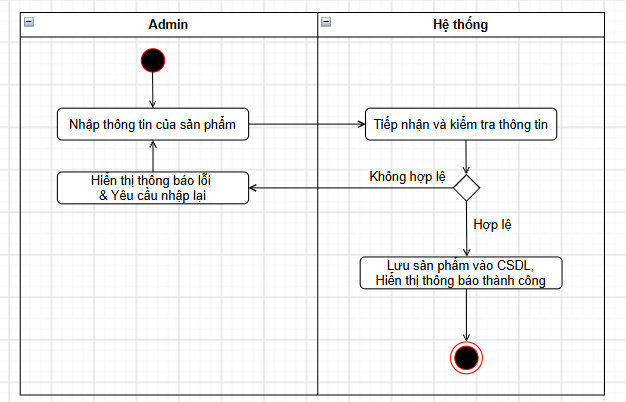 Admin
Hệ thống
Nhập thông tin của sản phẩm
Tiếp nhận và kiểm tra thông tin
Hiển thị thông báo lỗi
& Yêu cầu nhập lại
Không hợp lệ
Hợp lệ
Lưu sản phẩm vào CSDL,
Hiển thị thông báo thành công